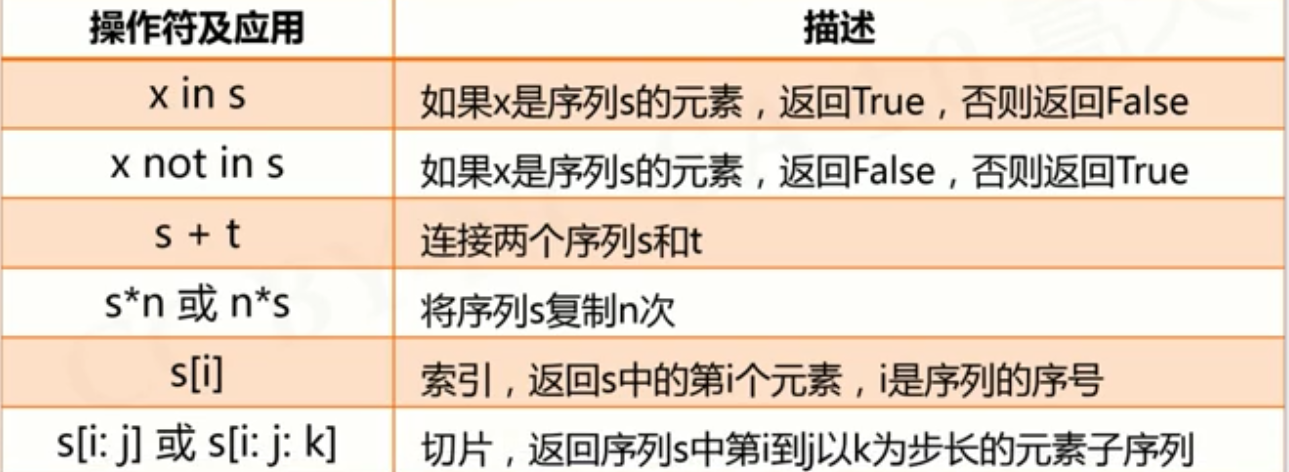 操作符及应用 描述
x in s 如果x是序列s的元素，返回True，否则返回False
x not in s 如果x是序列s的元素，返回False，否则返回True
s + t 连接两个序列s和t
s*n 或 n*s 将序列s复制n次
s[i] 索引，返回s中的第i个元素，i是序列的序号
s[i: j] 或 s[i: j: k] 切片，返回序列s中第i到j以k为步长的元素子序列